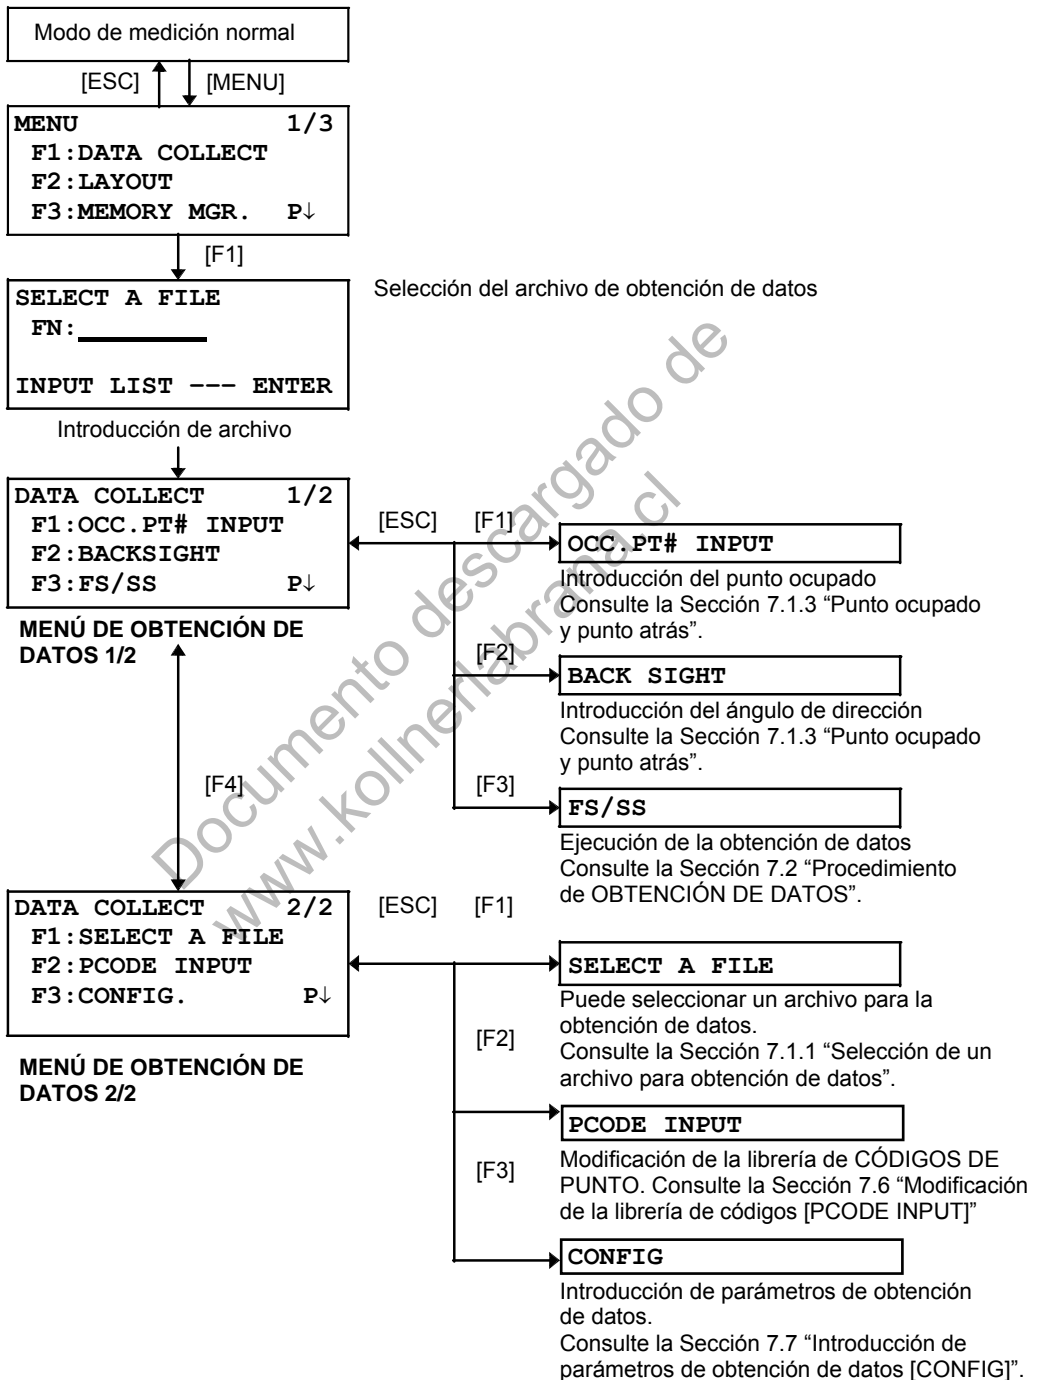 Modo de medición normal
[ESC] [MENU]
MENU 1/3
F1:DATA COLLECT
F2:LAYOUT
F3:MEMORY MGR. P↓
[F1]
SELECT A FILE
FN:
INPUT LIST --- ENTER
Selección del archivo de obtención de datos
Introducción de archivo
DATA COLLECT 1/2
F1:OCC.PT# INPUT
F2:BACKSIGHT
F3:FS/SS P↓
MENÚ DE OBTENCIÓN DE
DATOS 1/2
[ESC] [F1]
OCC.PT# INPUT
Introducción del punto ocupado
Consulte la Sección 7.1.3 “Punto ocupado
y punto atrás”.
[F2]
BACK SIGHT
Introducción del ángulo de dirección
Consulte la Sección 7.1.3 “Punto ocupado
y punto atrás”.
[F3]
FS/SS
Ejecución de la obtención de datos
Consulte la Sección 7.2 “Procedimiento
de OBTENCIÓN DE DATOS”.
[F4]
DATA COLLECT 2/2
F1:SELECT A FILE
F2:PCODE INPUT
F3:CONFIG. P↓
MENÚ DE OBTENCIÓN DE
DATOS 2/2
[ESC] [F1]
SELECT A FILE
Puede seleccionar un archivo para la
obtención de datos.
Consulte la Sección 7.1.1 “Selección de un
archivo para obtención de datos”.
[F2]
PCODE INPUT
Modificación de la librería de CÓDIGOS DE
PUNTO. Consulte la Sección 7.6 “Modificación
de la librería de códigos [PCODE INPUT]”
[F3]
CONFIG
Introducción de parámetros de obtención
de datos.
Consulte la Sección 7.7 “Introducción de
parámetros de obtención de datos [CONFIG]”.
Documento descargado de
www.kollnerlabrana.cl